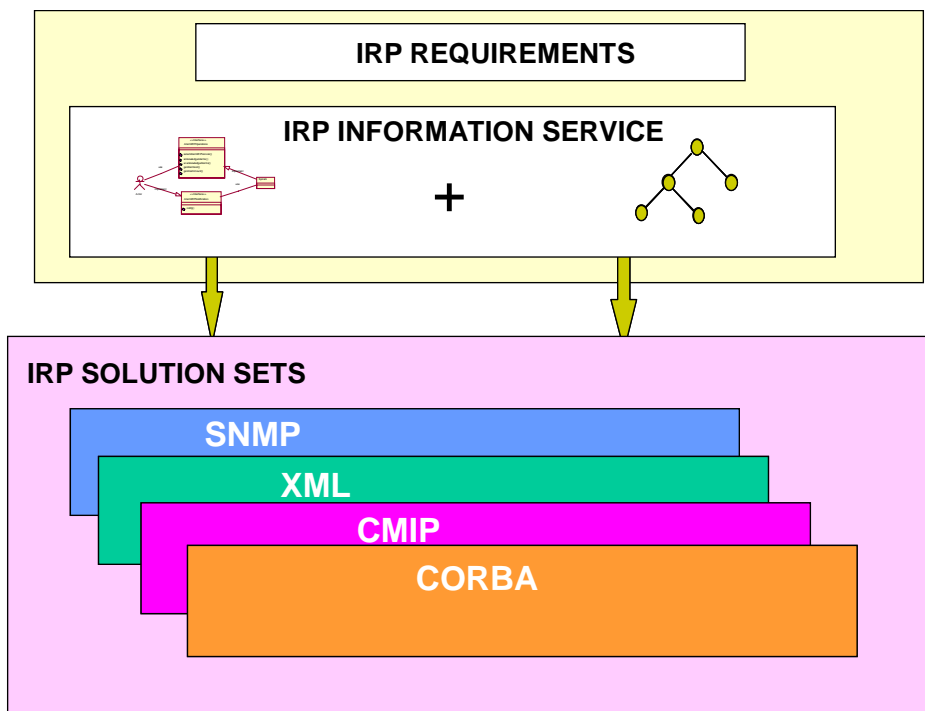 IRP REQUIREMENTS
IRP INFORMATION SERVICE
+
IRP SOLUTION SETS
SNMP
XML
CMIP
CORBA